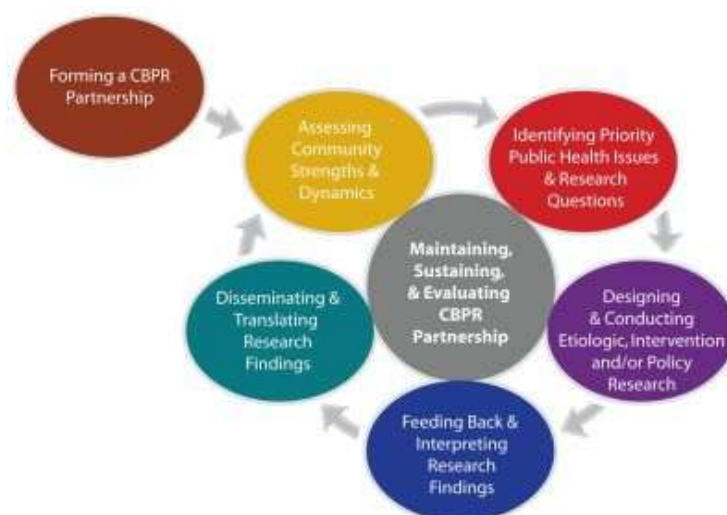 Forming a CBPR
Partnership
Assessing
Community
Strengths &
Dynamics
Identifying Priority
Public Health Issues
& Research
Questions
Maintaining,
Sustaining,
& Evaluating
CBPR
Partnership
Designing
& Conducting
Etiologic, Intervention
and/or Policy
Research
Feeding Back &
Interpreting
Research
Findings
Disseminating &
Translating
Research
Findings